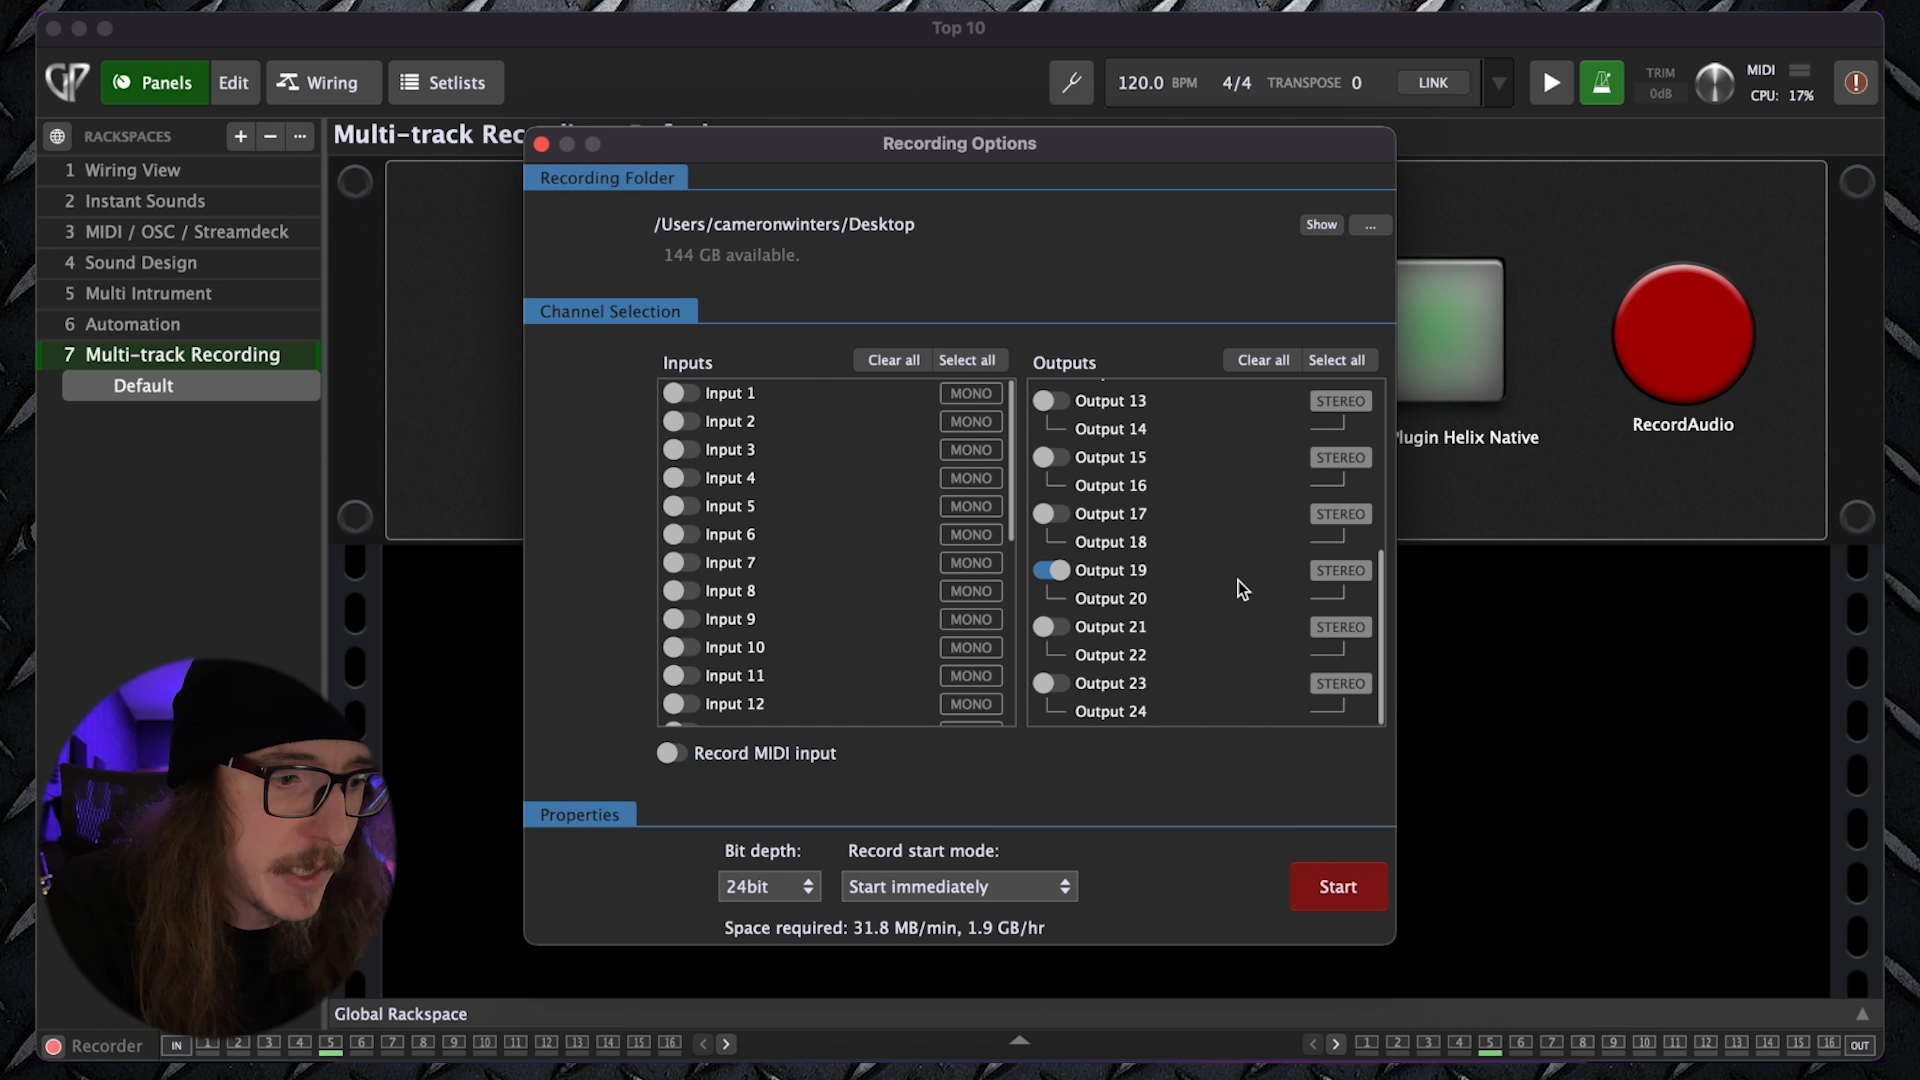 Top 10
GP Panels Edit Wiring Setlists
120.0 BPM 4/4 TRANSPOSE 0 LINK
TRIM
0dB
MIDI
CPU: 17%
RACKSPACES + − ...
1 Wiring View
2 Instant Sounds
3 MIDI / OSC / Streamdeck
4 Sound Design
5 Multi Intrument
6 Automation
7 Multi-track Recording
Default
Multi-track Rec
Recording Options
Recording Folder
/Users/cameronwinters/Desktop
Show ...
144 GB available.
Channel Selection
Inputs Clear all Select all
Input 1 MONO
Input 2 MONO
Input 3 MONO
Input 4 MONO
Input 5 MONO
Input 6 MONO
Input 7 MONO
Input 8 MONO
Input 9 MONO
Input 10 MONO
Input 11 MONO
Input 12 MONO
Outputs Clear all Select all
Output 13 STEREO
Output 14
Output 15 STEREO
Output 16
Output 17 STEREO
Output 18
Output 19 STEREO
Output 20
Output 21 STEREO
Output 22
Output 23 STEREO
Output 24
Record MIDI input
Properties
Bit depth: Record start mode:
24bit Start immediately
Start
Space required: 31.8 MB/min, 1.9 GB/hr
Plugin Helix Native
RecordAudio
Global Rackspace
Recorder IN 1 2 3 4 5 6 7 8 9 10 11 12 13 14 15 16 < >
< > 1 2 3 4 5 6 7 8 9 10 11 12 13 14 15 16 OUT